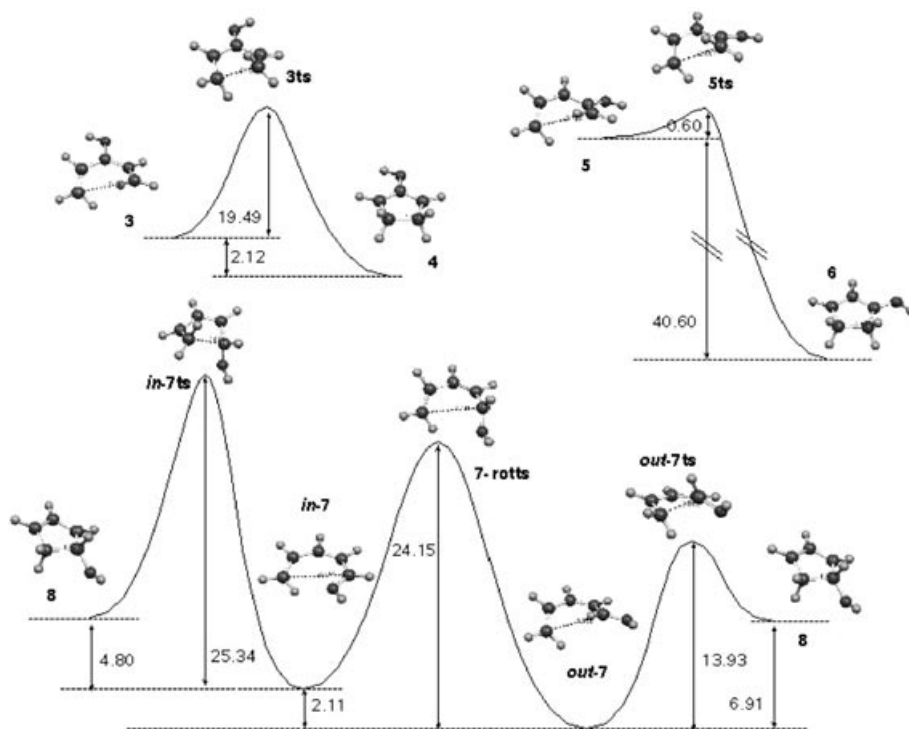 3ts
5ts
0.60
5
3
19.49
2.12
4
6
40.60
in-7ts
7-rotts
out-7ts
in-7
8
24.15
out-7
8
4.80
25.34
13.93
2.11
6.91